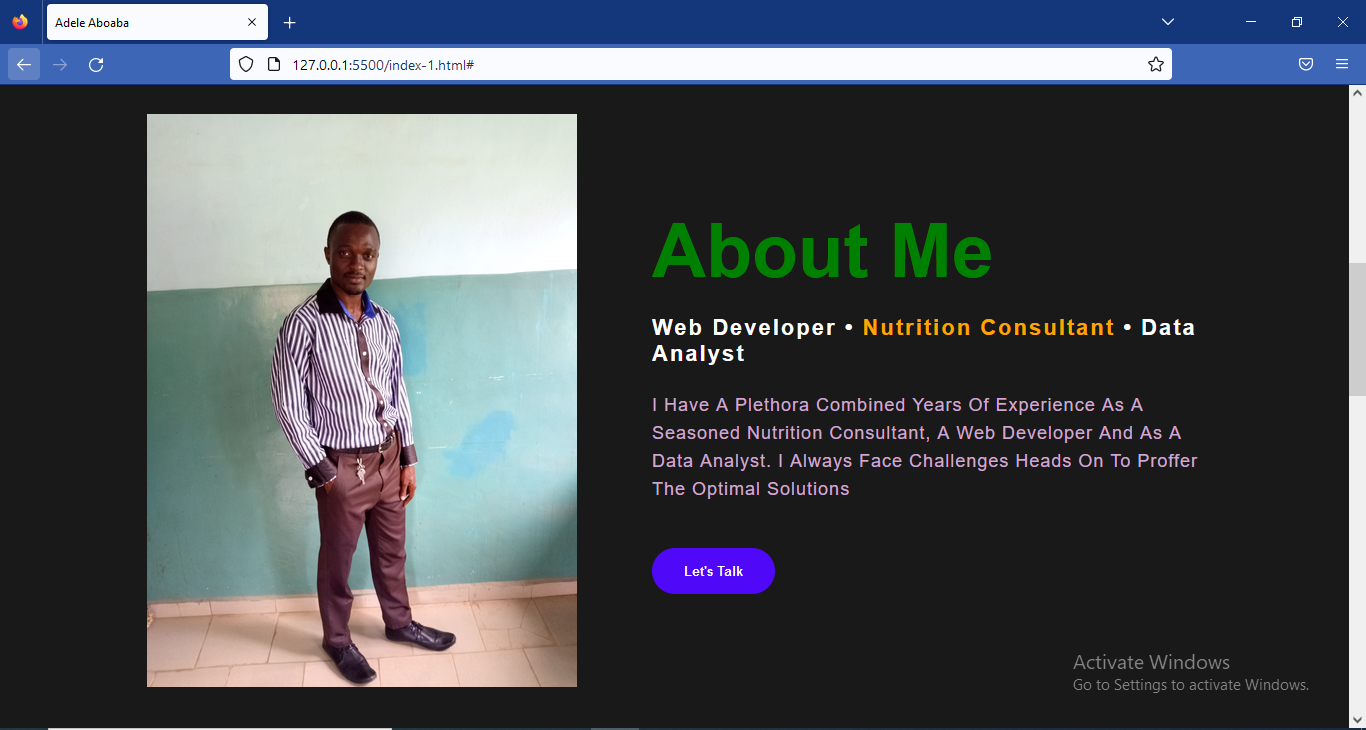 Adele Aboaba
127.0.0.1:5500/index-1.html#
About Me
Web Developer • Nutrition Consultant • Data
Analyst
I Have A Plethora Combined Years Of Experience As A
Seasoned Nutrition Consultant, A Web Developer And As A
Data Analyst. I Always Face Challenges Heads On To Proffer
The Optimal Solutions
Let's Talk
Activate Windows
Go to Settings to activate Windows.